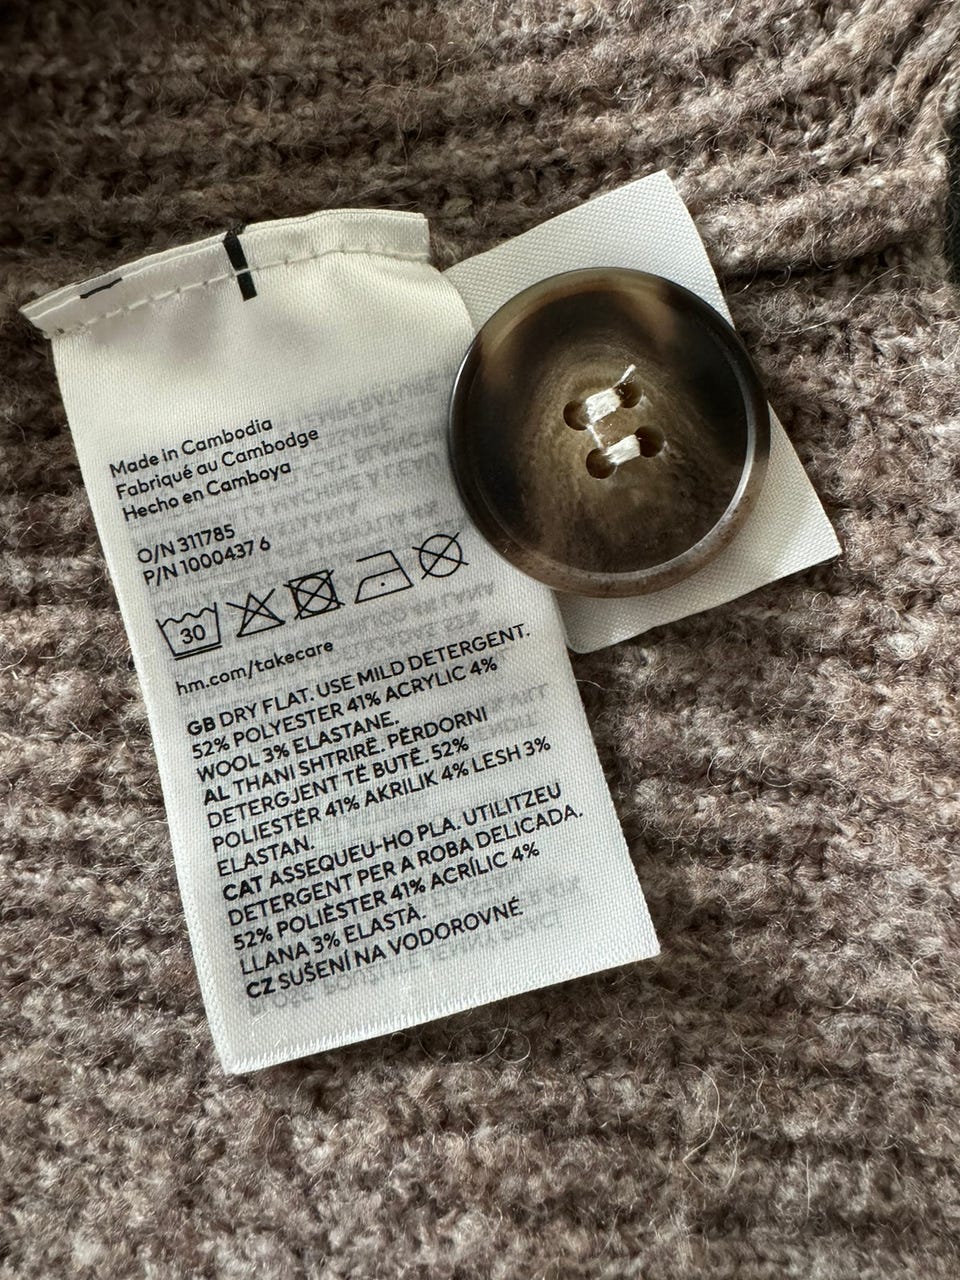 Made in Cambodia
Fabriqué au Cambodge
Hecho en Camboya
O/N 311785
P/N 1000437 6
30
hm.com/takecare
GB DRY FLAT. USE MILD DETERGENT.
52% POLYESTER 41% ACRYLIC 4%
WOOL 3% ELASTANE.
AL THANI SHTRIRË. PËRDORNI
DETERGJENT TË BUTË. 52%
POLIESTËR 41% AKRILIK 4% LESH 3%
ELASTAN.
CAT ASSEQUEU-HO PLA. UTILITZEU
DETERGENT PER A ROBA DELICADA.
52% POLIÈSTER 41% ACRÍLIC 4%
LLANA 3% ELASTÀ.
CZ SUŠENÍ NA VODOROVNÉ